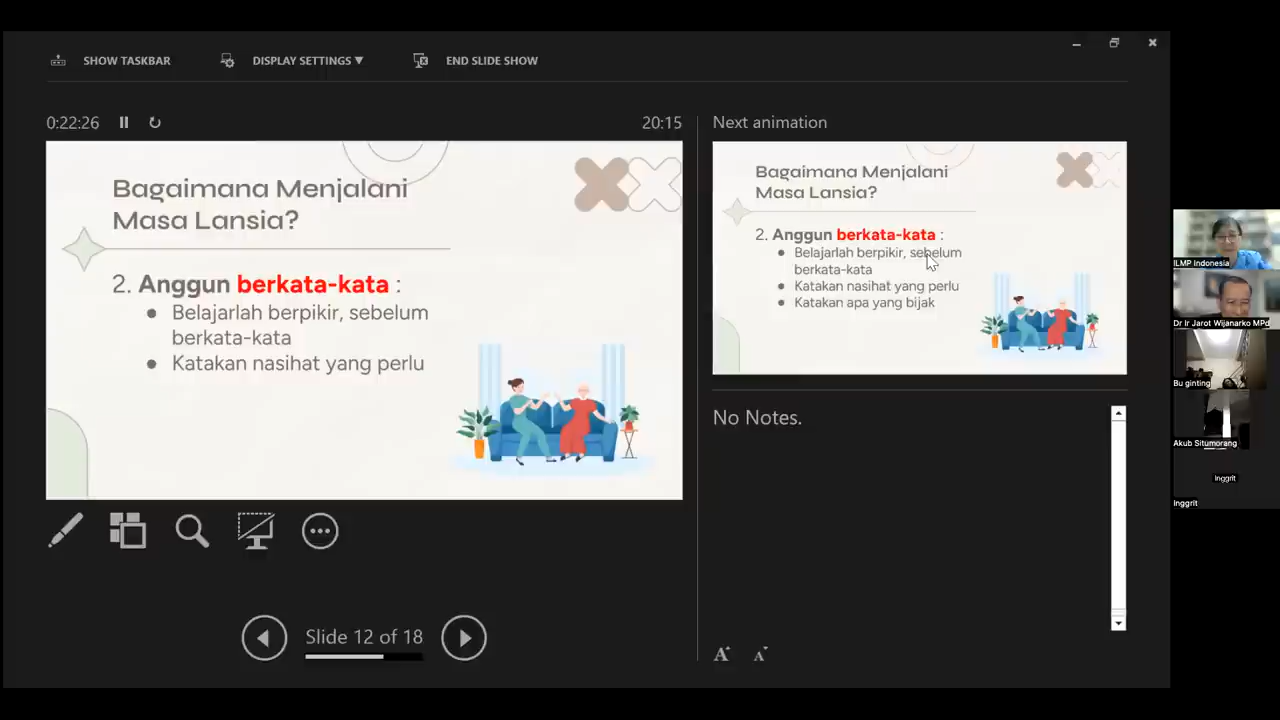 SHOW TASKBAR
DISPLAY SETTINGS ▼
END SLIDE SHOW
0:22:26
20:15
Bagaimana Menjalani
Masa Lansia?
2. Anggun berkata-kata :
● Belajarlah berpikir, sebelum
berkata-kata
● Katakan nasihat yang perlu
Slide 12 of 18
Next animation
Bagaimana Menjalani
Masa Lansia?
2. Anggun berkata-kata :
● Belajarlah berpikir, sebelum
berkata-kata
● Katakan nasihat yang perlu
● Katakan apa yang bijak
No Notes.
A A
ILMP Indonesia
Dr Ir Jarot Wijanarko MPd
Bu ginting
Akub Situmorang
Inggrit
Inggrit